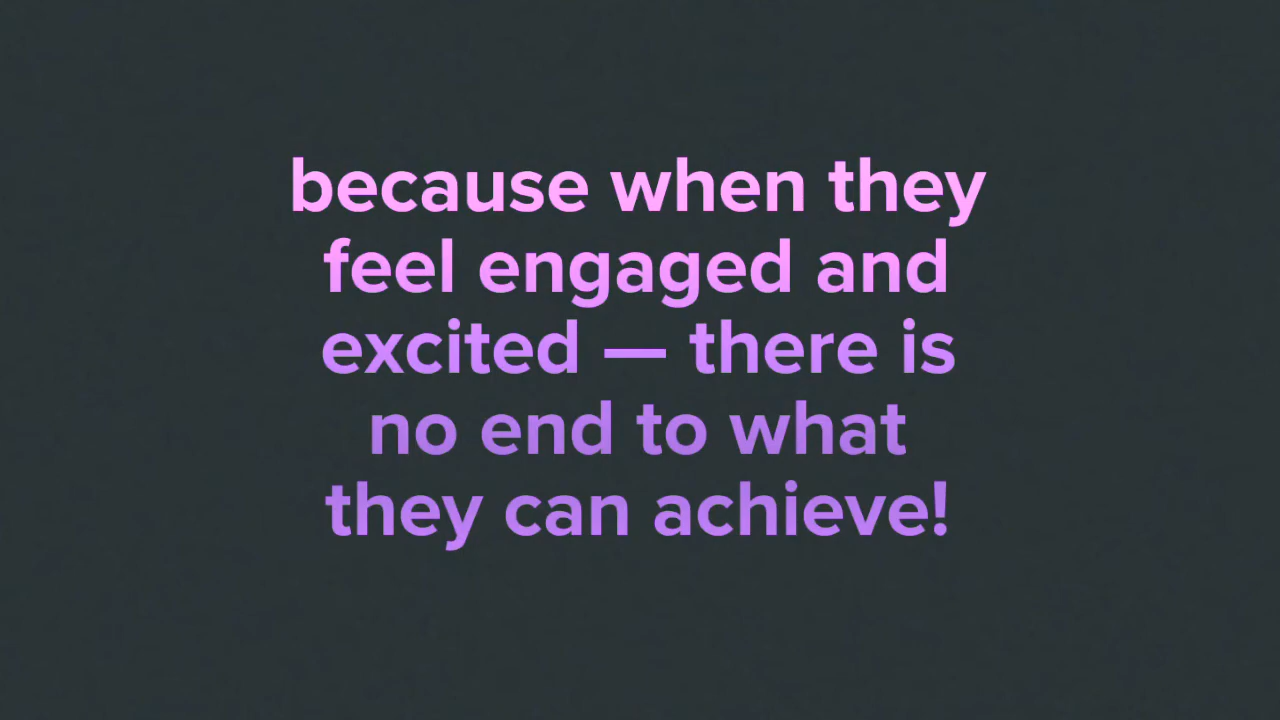 because when they
feel engaged and
excited — there is
no end to what
they can achieve!